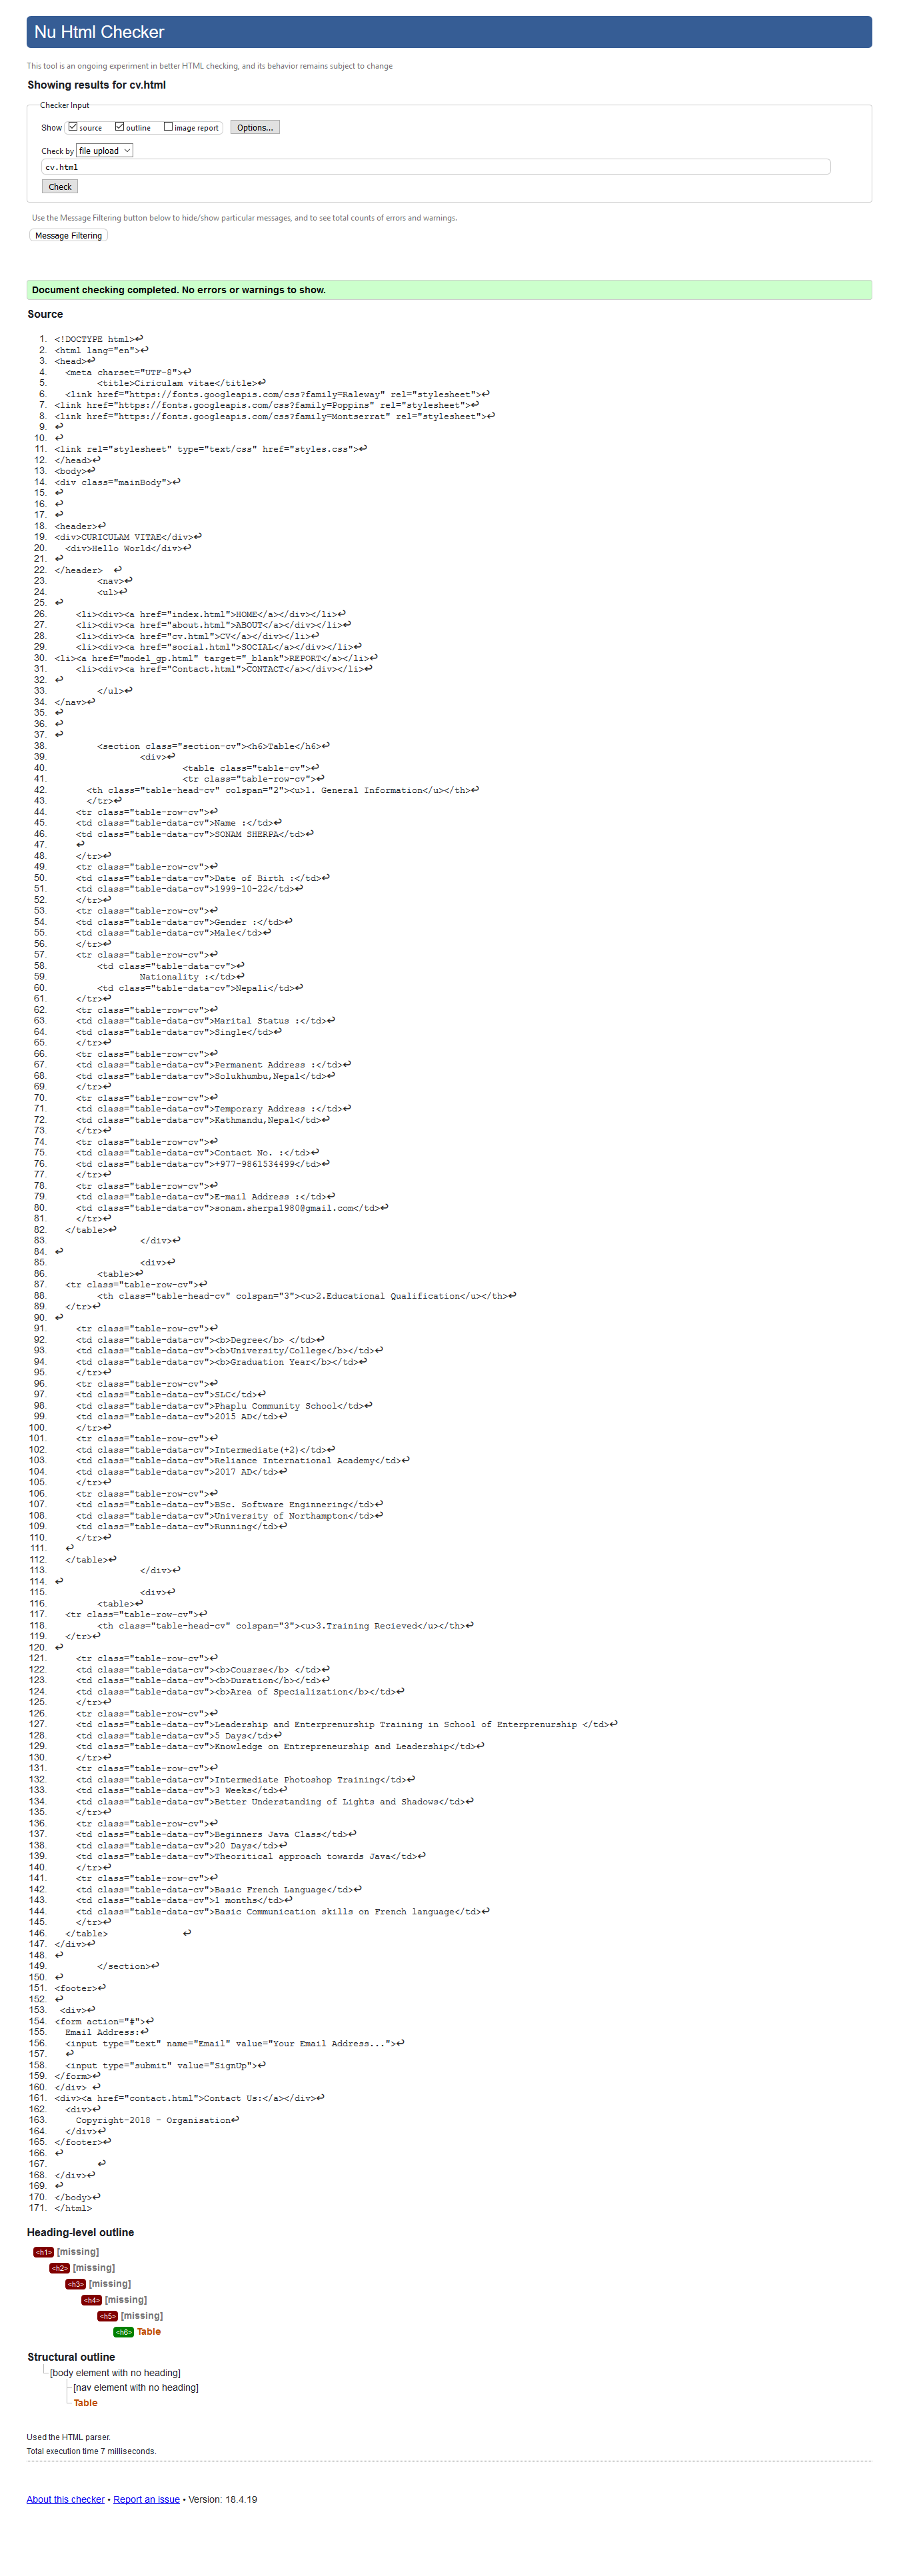 Nu Html Checker
This tool is an ongoing experiment in better HTML checking, and its behavior remains subject to change
Showing results for cv.html
Checker Input
Show source outline image report Options...
Check by file upload
cv.html
Check
Use the Message Filtering button below to hide/show particular messages, and to see total counts of errors and warnings.
Message Filtering
Document checking completed. No errors or warnings to show.
Source
1. <!DOCTYPE html>↩
2. <html lang="en">↩
3. <head>↩
4. <meta charset="UTF-8">↩
5. <title>Ciriculam vitae</title>↩
6. <link href="https://fonts.googleapis.com/css?family=Raleway" rel="stylesheet">↩
7. <link href="https://fonts.googleapis.com/css?family=Poppins" rel="stylesheet">↩
8. <link href="https://fonts.googleapis.com/css?family=Montserrat" rel="stylesheet">↩
9. ↩
10. ↩
11. <link rel="stylesheet" type="text/css" href="styles.css">↩
12. </head>↩
13. <body>↩
14. <div class="mainBody">↩
15. ↩
16. ↩
17. ↩
18. <header>↩
19. <div>CURICULAM VITAE</div>↩
20. <div>Hello World</div>↩
21. ↩
22. </header> ↩
23. <nav>↩
24. <ul>↩
25. ↩
26. <li><div><a href="index.html">HOME</a></div></li>↩
27. <li><div><a href="about.html">ABOUT</a></div></li>↩
28. <li><div><a href="cv.html">CV</a></div></li>↩
29. <li><div><a href="social.html">SOCIAL</a></div></li>↩
30. <li><a href="model_gp.html" target="_blank">REPORT</a></li>↩
31. <li><div><a href="Contact.html">CONTACT</a></div></li>↩
32. ↩
33. </ul>↩
34. </nav>↩
35. ↩
36. ↩
37. ↩
38. <section class="section-cv"><h6>Table</h6>↩
39. <div>↩
40. <table class="table-cv">↩
41. <tr class="table-row-cv">↩
42. <th class="table-head-cv" colspan="2"><u>1. General Information</u></th>↩
43. </tr>↩
44. <tr class="table-row-cv">↩
45. <td class="table-data-cv">Name :</td>↩
46. <td class="table-data-cv">SONAM SHERPA</td>↩
47. ↩
48. </tr>↩
49. <tr class="table-row-cv">↩
50. <td class="table-data-cv">Date of Birth :</td>↩
51. <td class="table-data-cv">1999-10-22</td>↩
52. </tr>↩
53. <tr class="table-row-cv">↩
54. <td class="table-data-cv">Gender :</td>↩
55. <td class="table-data-cv">Male</td>↩
56. </tr>↩
57. <tr class="table-row-cv">↩
58. <td class="table-data-cv">↩
59. Nationality :</td>↩
60. <td class="table-data-cv">Nepali</td>↩
61. </tr>↩
62. <tr class="table-row-cv">↩
63. <td class="table-data-cv">Marital Status :</td>↩
64. <td class="table-data-cv">Single</td>↩
65. </tr>↩
66. <tr class="table-row-cv">↩
67. <td class="table-data-cv">Permanent Address :</td>↩
68. <td class="table-data-cv">Solukhumbu,Nepal</td>↩
69. </tr>↩
70. <tr class="table-row-cv">↩
71. <td class="table-data-cv">Temporary Address :</td>↩
72. <td class="table-data-cv">Kathmandu,Nepal</td>↩
73. </tr>↩
74. <tr class="table-row-cv">↩
75. <td class="table-data-cv">Contact No. :</td>↩
76. <td class="table-data-cv">+977-9861534499</td>↩
77. </tr>↩
78. <tr class="table-row-cv">↩
79. <td class="table-data-cv">E-mail Address :</td>↩
80. <td class="table-data-cv">sonam.sherpa1980@gmail.com</td>↩
81. </tr>↩
82. </table>↩
83. </div>↩
84. ↩
85. <div>↩
86. <table>↩
87. <tr class="table-row-cv">↩
88. <th class="table-head-cv" colspan="3"><u>2.Educational Qualification</u></th>↩
89. </tr>↩
90. ↩
91. <tr class="table-row-cv">↩
92. <td class="table-data-cv"><b>Degree</b> </td>↩
93. <td class="table-data-cv"><b>University/College</b></td>↩
94. <td class="table-data-cv"><b>Graduation Year</b></td>↩
95. </tr>↩
96. <tr class="table-row-cv">↩
97. <td class="table-data-cv">SLC</td>↩
98. <td class="table-data-cv">Phaplu Community School</td>↩
99. <td class="table-data-cv">2015 AD</td>↩
100. </tr>↩
101. <tr class="table-row-cv">↩
102. <td class="table-data-cv">Intermediate(+2)</td>↩
103. <td class="table-data-cv">Reliance International Academy</td>↩
104. <td class="table-data-cv">2017 AD</td>↩
105. </tr>↩
106. <tr class="table-row-cv">↩
107. <td class="table-data-cv">BSc. Software Enginnering</td>↩
108. <td class="table-data-cv">University of Northampton</td>↩
109. <td class="table-data-cv">Running</td>↩
110. </tr>↩
111. ↩
112. </table>↩
113. </div>↩
114. ↩
115. <div>↩
116. <table>↩
117. <tr class="table-row-cv">↩
118. <th class="table-head-cv" colspan="3"><u>3.Training Recieved</u></th>↩
119. </tr>↩
120. ↩
121. <tr class="table-row-cv">↩
122. <td class="table-data-cv"><b>Cousrse</b> </td>↩
123. <td class="table-data-cv"><b>Duration</b></td>↩
124. <td class="table-data-cv"><b>Area of Specialization</b></td>↩
125. </tr>↩
126. <tr class="table-row-cv">↩
127. <td class="table-data-cv">Leadership and Enterprenurship Training in School of Enterprenurship </td>↩
128. <td class="table-data-cv">5 Days</td>↩
129. <td class="table-data-cv">Knowledge on Entrepreneurship and Leadership</td>↩
130. </tr>↩
131. <tr class="table-row-cv">↩
132. <td class="table-data-cv">Intermediate Photoshop Training</td>↩
133. <td class="table-data-cv">3 Weeks</td>↩
134. <td class="table-data-cv">Better Understanding of Lights and Shadows</td>↩
135. </tr>↩
136. <tr class="table-row-cv">↩
137. <td class="table-data-cv">Beginners Java Class</td>↩
138. <td class="table-data-cv">20 Days</td>↩
139. <td class="table-data-cv">Theoritical approach towards Java</td>↩
140. </tr>↩
141. <tr class="table-row-cv">↩
142. <td class="table-data-cv">Basic French Language</td>↩
143. <td class="table-data-cv">1 months</td>↩
144. <td class="table-data-cv">Basic Communication skills on French language</td>↩
145. </tr>↩
146. </table> ↩
147. </div>↩
148. ↩
149. </section>↩
150. ↩
151. <footer>↩
152. ↩
153. <div>↩
154. <form action="#">↩
155. Email Address:↩
156. <input type="text" name="Email" value="Your Email Address...">↩
157. ↩
158. <input type="submit" value="SignUp">↩
159. </form>↩
160. </div> ↩
161. <div><a href="contact.html">Contact Us:</a></div>↩
162. <div>↩
163. Copyright-2018 - Organisation↩
164. </div>↩
165. </footer>↩
166. ↩
167. ↩
168. </div>↩
169. ↩
170. </body>↩
171. </html>
Heading-level outline
<h1> [missing]
<h2> [missing]
<h3> [missing]
<h4> [missing]
<h5> [missing]
<h6> Table
Structural outline
[body element with no heading]
[nav element with no heading]
Table
Used the HTML parser.
Total execution time 7 milliseconds.
About this checker • Report an issue • Version: 18.4.19